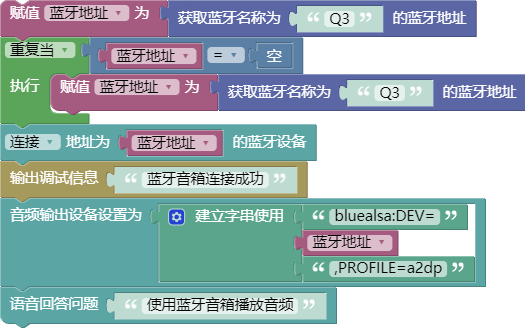 赋值 蓝牙地址 为 获取蓝牙名称为 “ Q3 ” 的蓝牙地址
重复当 蓝牙地址 = 空
执行 赋值 蓝牙地址 为 获取蓝牙名称为 “ Q3 ” 的蓝牙地址
连接 地址为 蓝牙地址 的蓝牙设备
输出调试信息 “ 蓝牙音箱连接成功 ”
音频输出设备设置为 建立字串使用 “ bluealsa:DEV= ”
蓝牙地址
“ ,PROFILE=a2dp ”
语音回答问题 “ 使用蓝牙音箱播放音频 ”